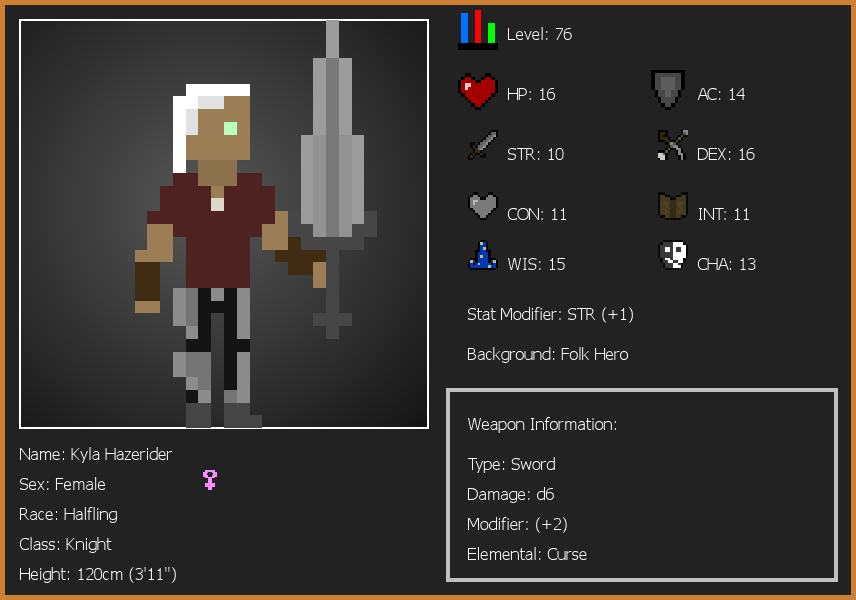 Level: 76
HP: 16
AC: 14
STR: 10
DEX: 16
CON: 11
INT: 11
WIS: 15
CHA: 13
Stat Modifier: STR (+1)
Background: Folk Hero
Weapon Information:
Type: Sword
Damage: d6
Modifier: (+2)
Elemental: Curse
Name: Kyla Hazerider
Sex: Female
Race: Halfling
Class: Knight
Height: 120cm (3'11")